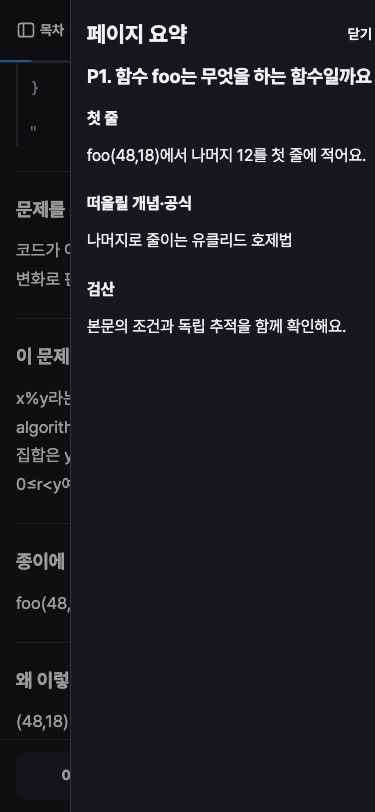 목차
페이지 요약
닫기
P1. 함수 foo는 무엇을 하는 함수일까요
첫 줄
foo(48,18)에서 나머지 12를 첫 줄에 적어요.
떠올릴 개념·공식
나머지로 줄이는 유클리드 호제법
검산
본문의 조건과 독립 추적을 함께 확인해요.
}
"
문제를
코드가
변화로
이 문제
x%y라는
algorith
집합은 y
0≤r<y
종이에
foo(48,
왜 이렇
(48,18)